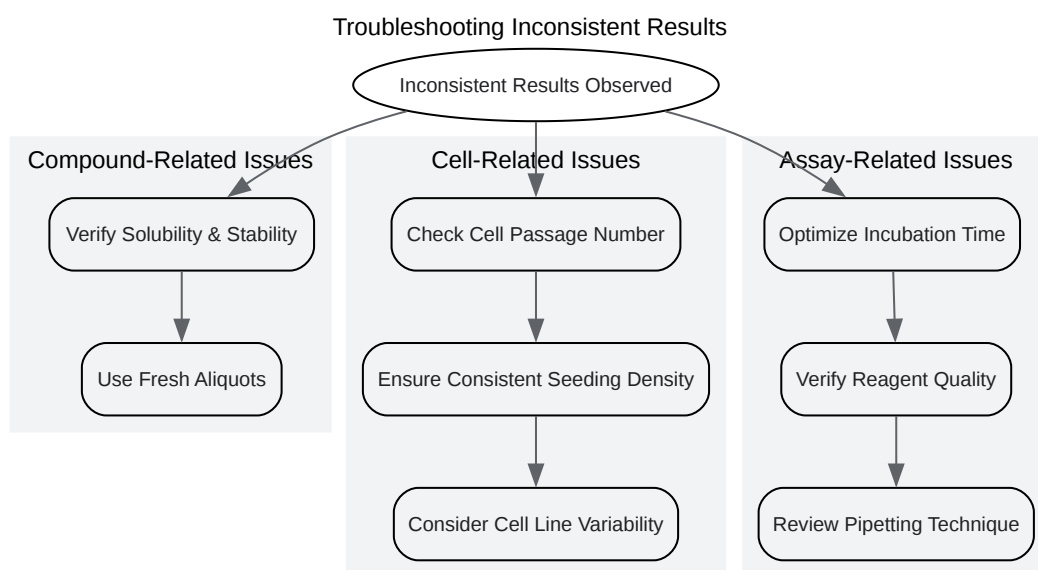 Troubleshooting Inconsistent Results
Inconsistent Results Observed
Compound-Related Issues
Verify Solubility & Stability
Use Fresh Aliquots
Cell-Related Issues
Check Cell Passage Number
Ensure Consistent Seeding Density
Consider Cell Line Variability
Assay-Related Issues
Optimize Incubation Time
Verify Reagent Quality
Review Pipetting Technique